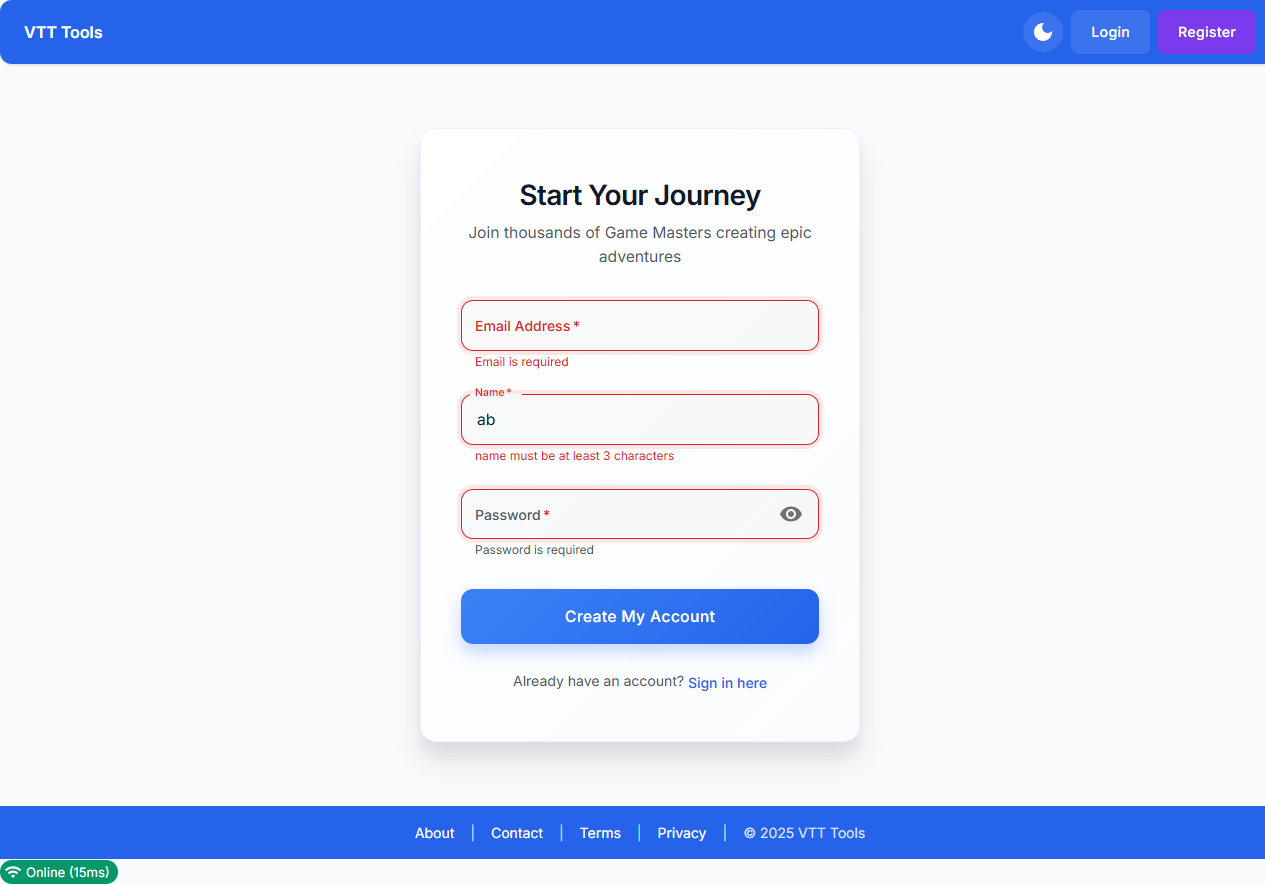 VTT Tools
Login
Register
Start Your Journey
Join thousands of Game Masters creating epic
adventures
Email Address *
Email is required
Name *
ab
name must be at least 3 characters
Password *
Password is required
Create My Account
Already have an account? Sign in here
About | Contact | Terms | Privacy | © 2025 VTT Tools
Online (15ms)